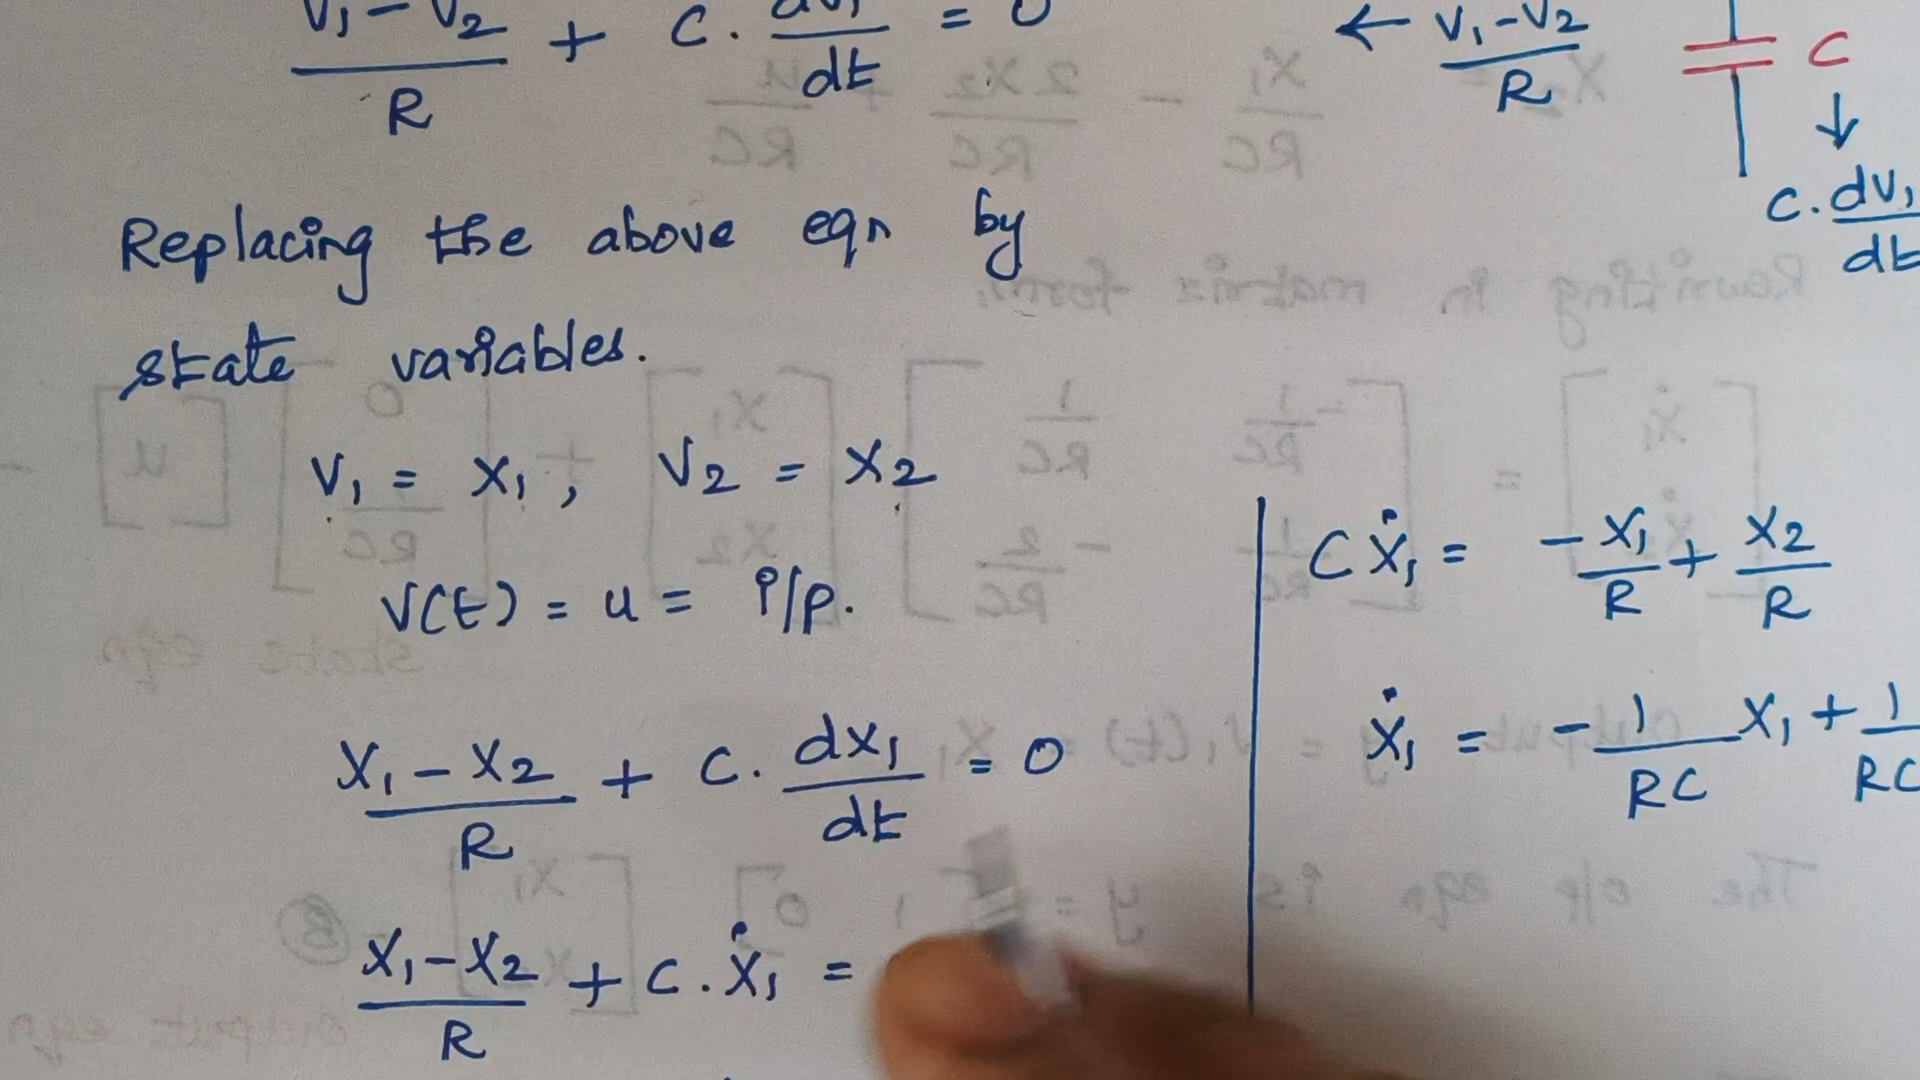 V₁ - V₂ / R + C. dV₁/dt = 0
← V₁-V₂ / R
C
↓
C. dV₁/dt
Replacing the above eqn by
state variables.
V₁ = X₁, V₂ = X₂
V(t) = u = i/p.
X₁ - X₂ / R + C. dX₁/dt = 0
X₁-X₂ / R + C. Ẋ₁ =
CẊ₁ = -X₁/R + X₂/R
Ẋ₁ = -1/RC X₁ + 1/RC